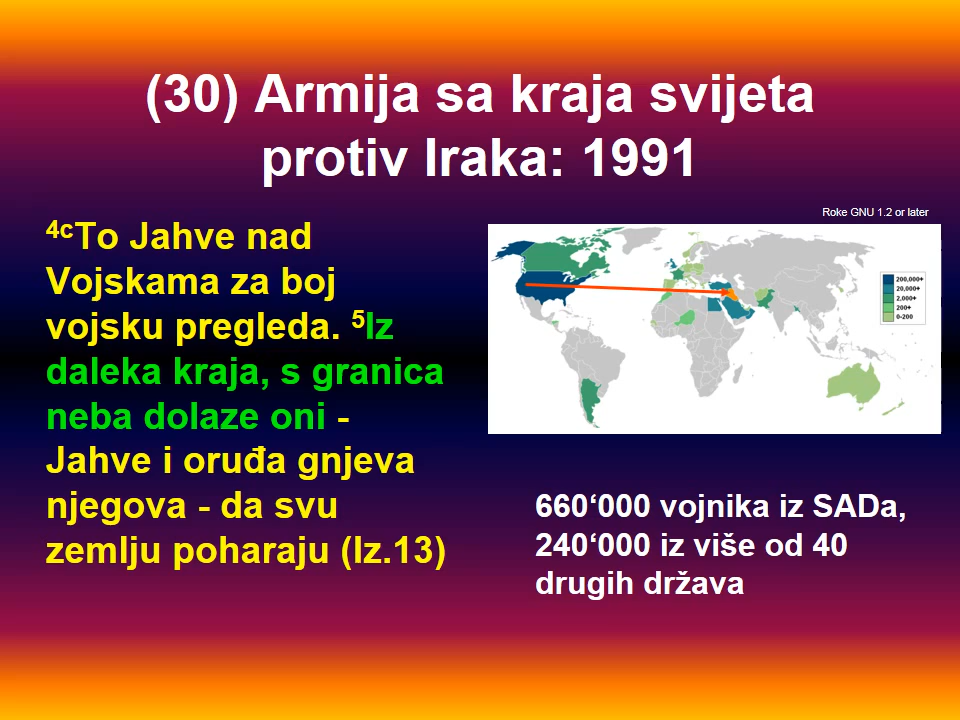 (30) Armija sa kraja svijeta
protiv Iraka: 1991
Roke GNU 1.2 or later
4cTo Jahve nad
Vojskama za boj
vojsku pregleda. 5Iz
daleka kraja, s granica
neba dolaze oni -
Jahve i oruđa gnjeva
njegova - da svu
zemlju poharaju (Iz.13)
200,000+
20,000+
2,000+
200+
0-200
660‘000 vojnika iz SADa,
240‘000 iz više od 40
drugih država